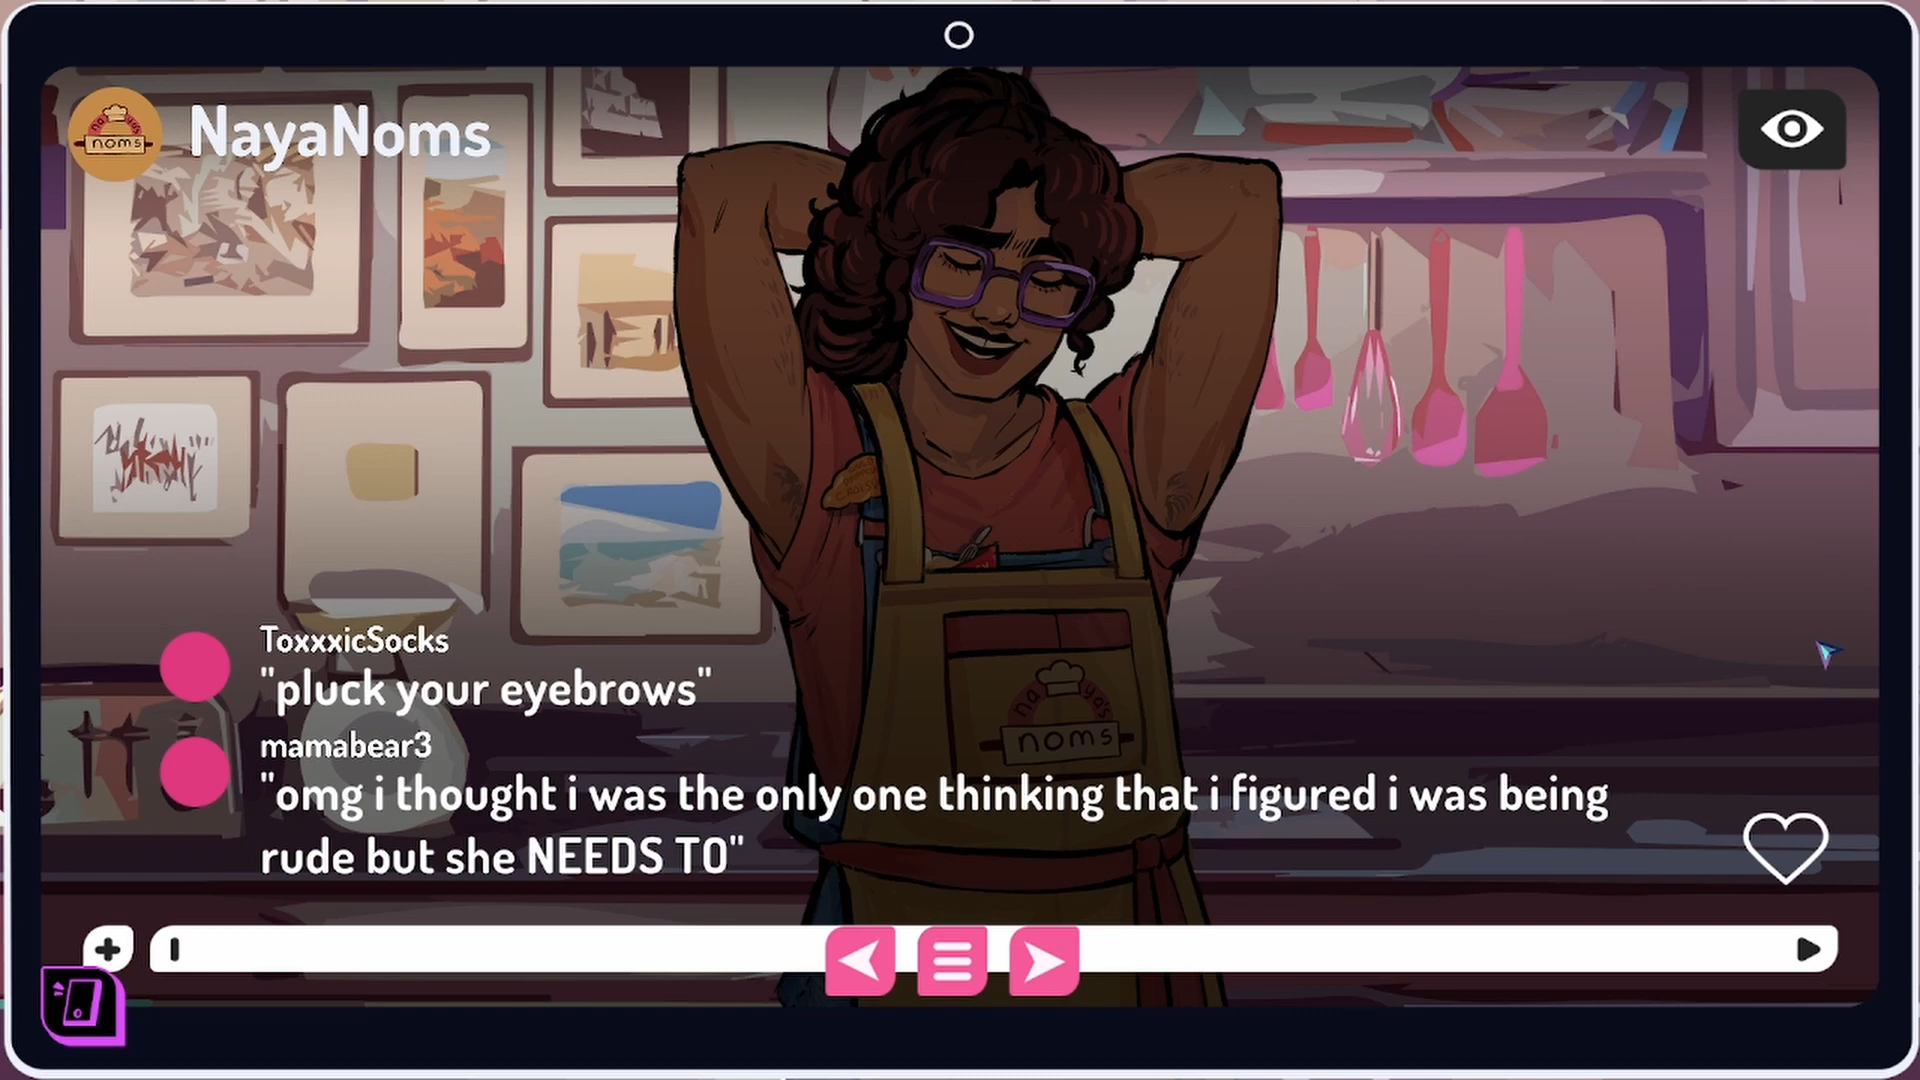 NayaNoms
noms
ToxxxicSocks
"pluck your eyebrows"
mamabear3
"omg i thought i was the only one thinking that i figured i was being
rude but she NEEDS TO"
naya's
noms